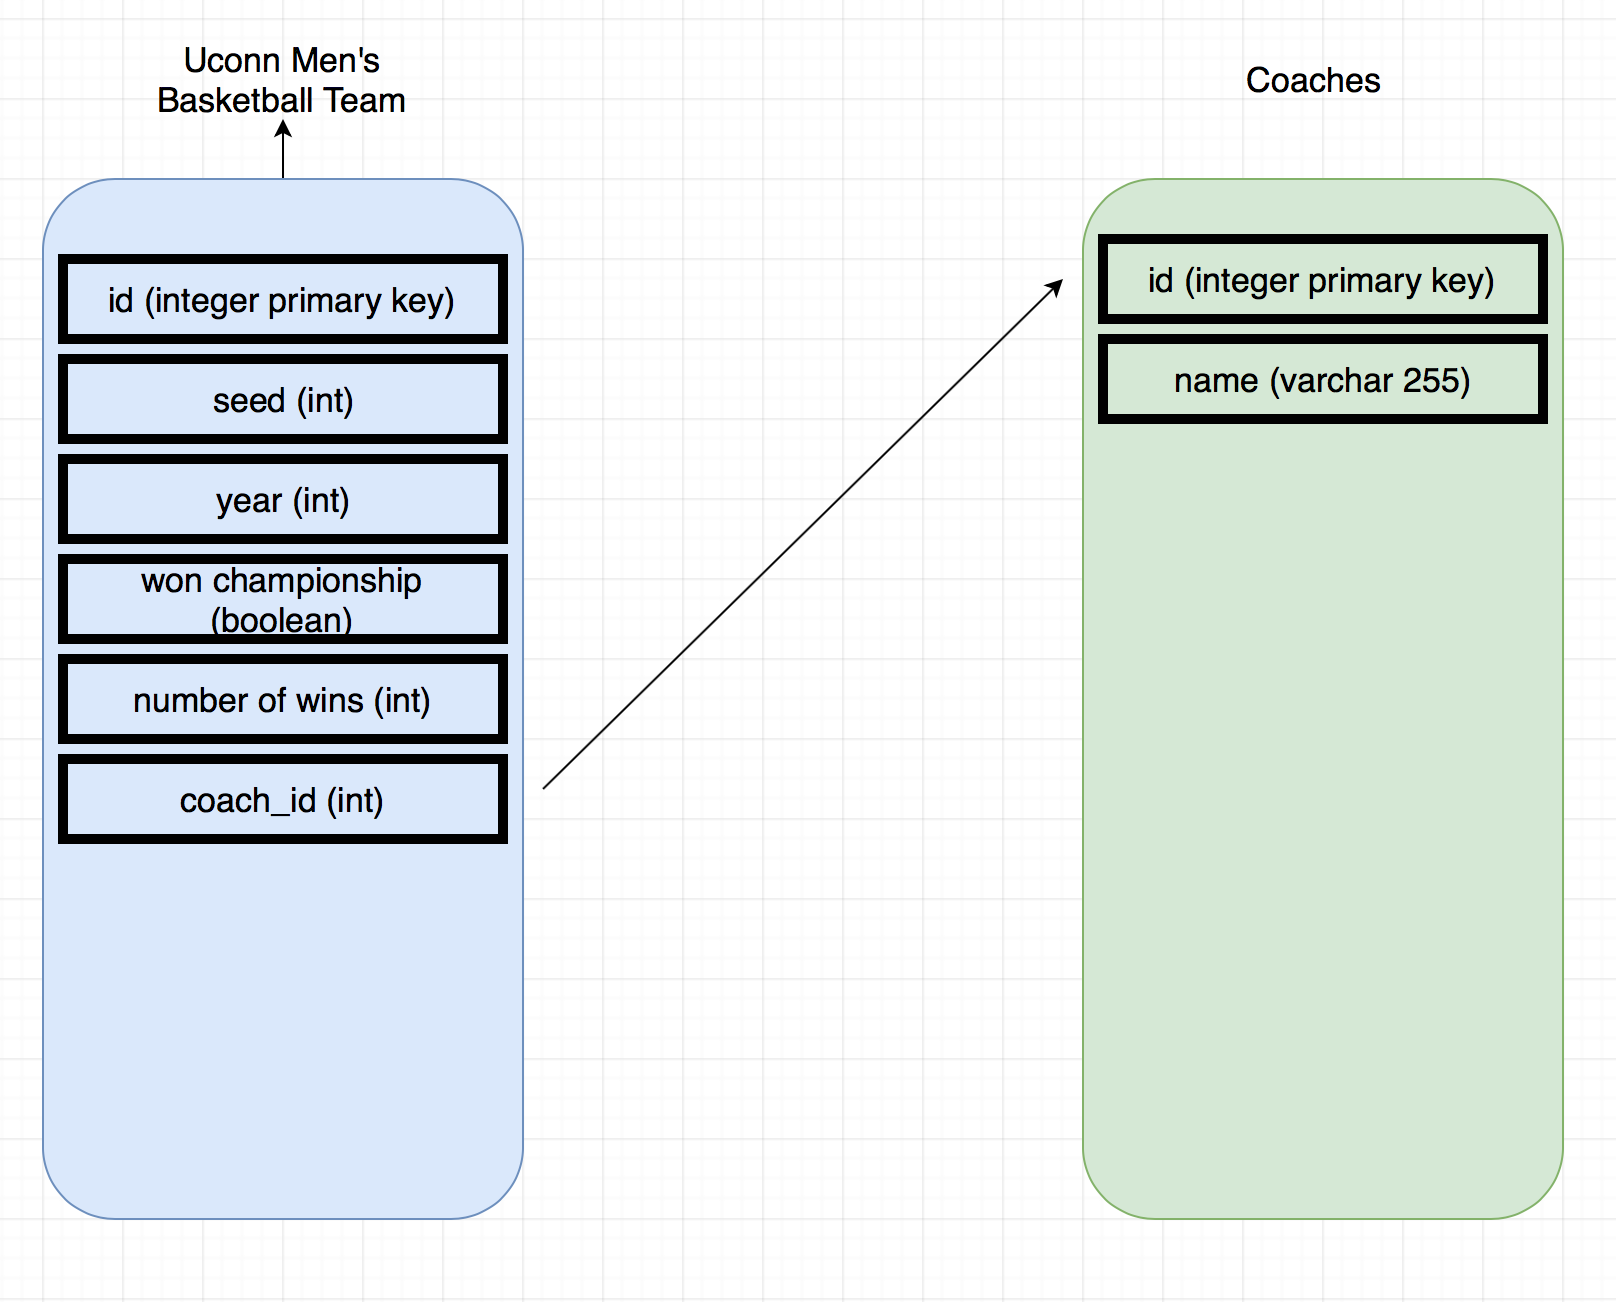 Uconn Men's
Basketball Team
id (integer primary key)
seed (int)
year (int)
won championship
(boolean)
number of wins (int)
coach_id (int)
Coaches
id (integer primary key)
name (varchar 255)